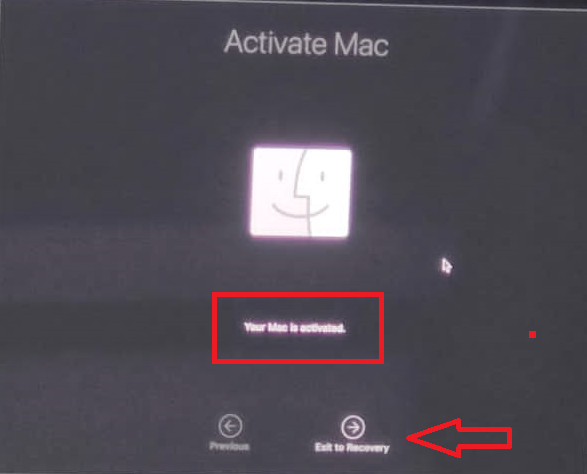 Activate Mac
Your Mac is activated.
Previous
Exit to Recovery